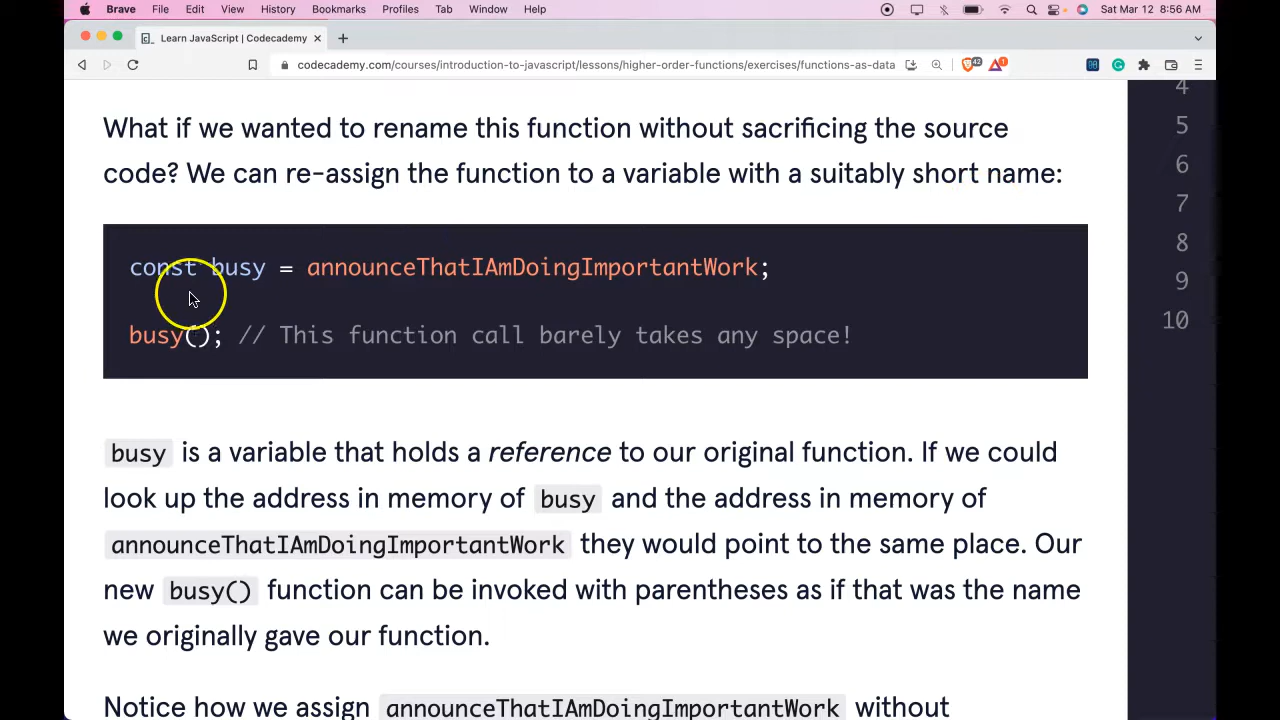 Brave File Edit View History Bookmarks Profiles Tab Window Help Sat Mar 12 8:56 AM
Learn JavaScript | Codecademy
codecademy.com/courses/introduction-to-javascript/lessons/higher-order-functions/exercises/functions-as-data 42 1
What if we wanted to rename this function without sacrificing the source
code? We can re-assign the function to a variable with a suitably short name:
const busy = announceThatIAmDoingImportantWork;
busy(); // This function call barely takes any space!
busy is a variable that holds a reference to our original function. If we could
look up the address in memory of busy and the address in memory of
announceThatIAmDoingImportantWork they would point to the same place. Our
new busy() function can be invoked with parentheses as if that was the name
we originally gave our function.
Notice how we assign announceThatIAmDoingImportantWork without
4
5
6
7
8
9
10